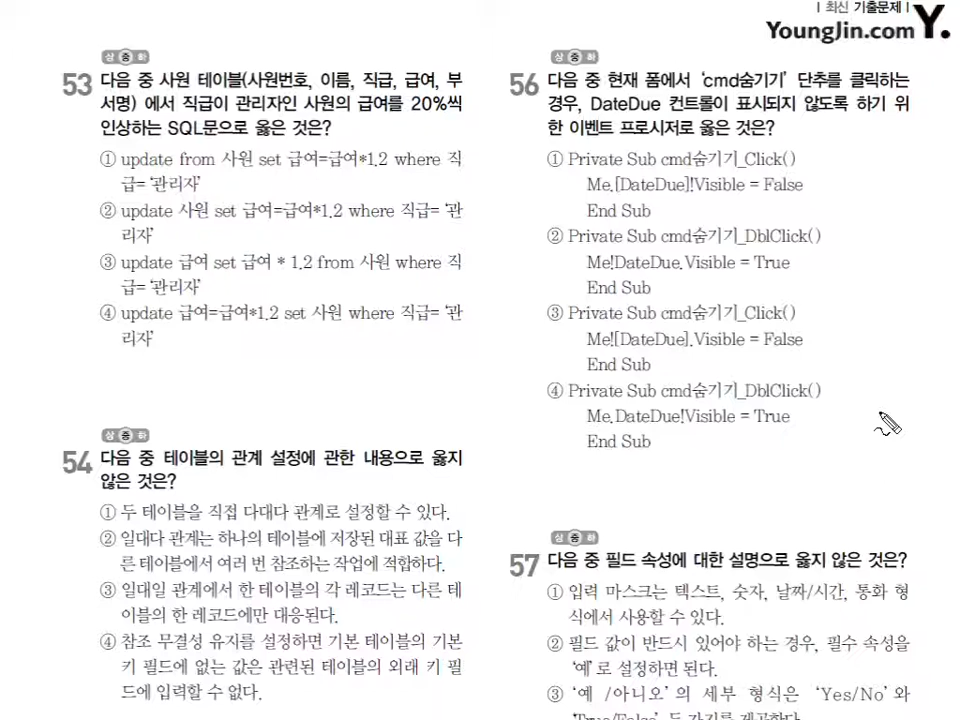 | 최신 기출문제 |
YoungJin.com Y.
상 중 하
53 다음 중 사원 테이블(사원번호, 이름, 직급, 급여, 부
서명) 에서 직급이 관리자인 사원의 급여를 20%씩
인상하는 SQL문으로 옳은 것은?
① update from 사원 set 급여=급여*1.2 where 직
급= ‘관리자’
② update 사원 set 급여=급여*1.2 where 직급= ‘관
리자’
③ update 급여 set 급여 * 1.2 from 사원 where 직
급= ‘관리자’
④ update 급여=급여*1.2 set 사원 where 직급= ‘관
리자’
상 중 하
54 다음 중 테이블의 관계 설정에 관한 내용으로 옳지
않은 것은?
① 두 테이블을 직접 다대다 관계로 설정할 수 있다.
② 일대다 관계는 하나의 테이블에 저장된 대표 값을 다
른 테이블에서 여러 번 참조하는 작업에 적합하다.
③ 일대일 관계에서 한 테이블의 각 레코드는 다른 테
이블의 한 레코드에만 대응된다.
④ 참조 무결성 유지를 설정하면 기본 테이블의 기본
키 필드에 없는 값은 관련된 테이블의 외래 키 필
드에 입력할 수 없다.
상 중 하
56 다음 중 현재 폼에서 ‘cmd숨기기’ 단추를 클릭하는
경우, DateDue 컨트롤이 표시되지 않도록 하기 위
한 이벤트 프로시저로 옳은 것은?
① Private Sub cmd숨기기_Click( )
Me.[DateDue]!Visible = False
End Sub
② Private Sub cmd숨기기_DblClick( )
Me!DateDue.Visible = True
End Sub
③ Private Sub cmd숨기기_Click( )
Me![DateDue].Visible = False
End Sub
④ Private Sub cmd숨기기_DblClick( )
Me.DateDue!Visible = True
End Sub
상 중 하
57 다음 중 필드 속성에 대한 설명으로 옳지 않은 것은?
① 입력 마스크는 텍스트, 숫자, 날짜/시간, 통화 형
식에서 사용할 수 있다.
② 필드 값이 반드시 있어야 하는 경우, 필수 속성을
‘예’로 설정하면 된다.
③ ‘예 /아니오’의 세부 형식은 ‘Yes/No’와
‘True/False’ 두 가지를 제공한다.